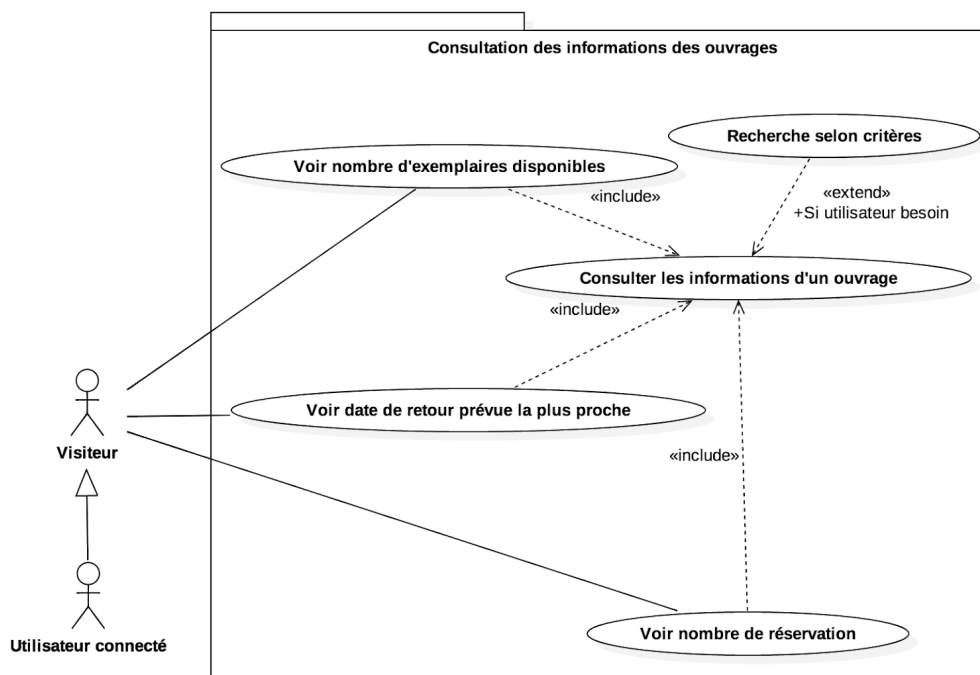 Consultation des informations des ouvrages
Recherche selon critères
Voir nombre d'exemplaires disponibles
«include»
«extend»
+Si utilisateur besoin
Consulter les informations d'un ouvrage
«include»
Voir date de retour prévue la plus proche
Visiteur
«include»
Voir nombre de réservation
Utilisateur connecté